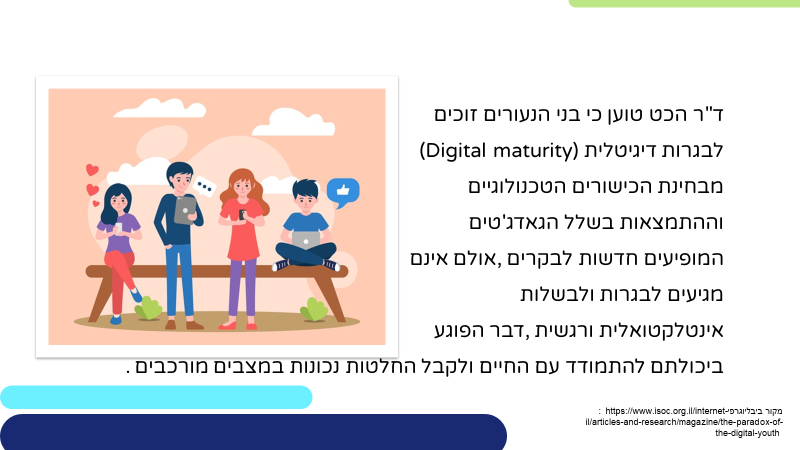 ד"ר הכט טוען כי בני הנעורים זוכים
לבגרות דיגיטלית (Digital maturity)
מבחינת הכישורים הטכנולוגיים
וההתמצאות בשלל הגאדג'טים
המופיעים חדשות לבקרים ,אולם אינם
מגיעים לבגרות ולבשלות
אינטלקטואלית ורגשית ,דבר הפוגע
ביכולתם להתמודד עם החיים ולקבל החלטות נכונות במצבים מורכבים .
מקור ביבליוגרפי- https://www.isoc.org.il/internet :
il/articles-and-research/magazine/the-paradox-of-
the-digital-youth